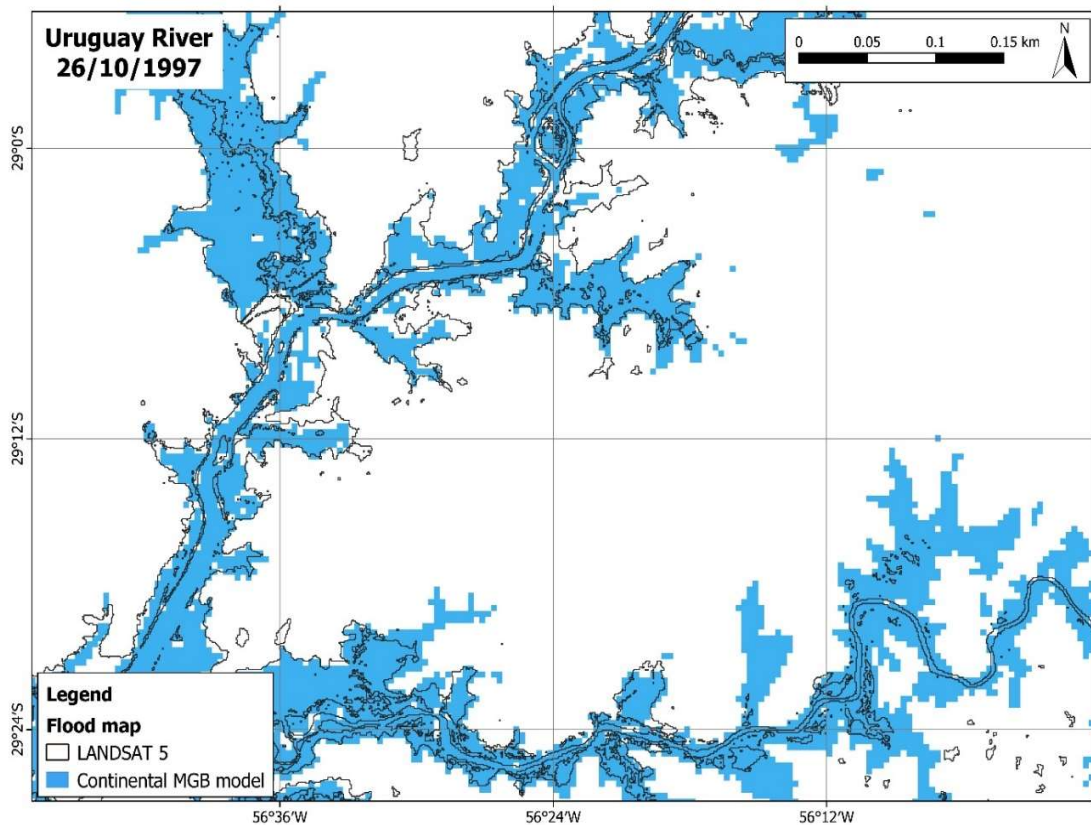 Uruguay River
26/10/1997
0 0.05 0.1 0.15 km
N
29°0'S
29°12'S
29°24'S
Legend
Flood map
LANDSAT 5
Continental MGB model
56°36'W 56°24'W 56°12'W